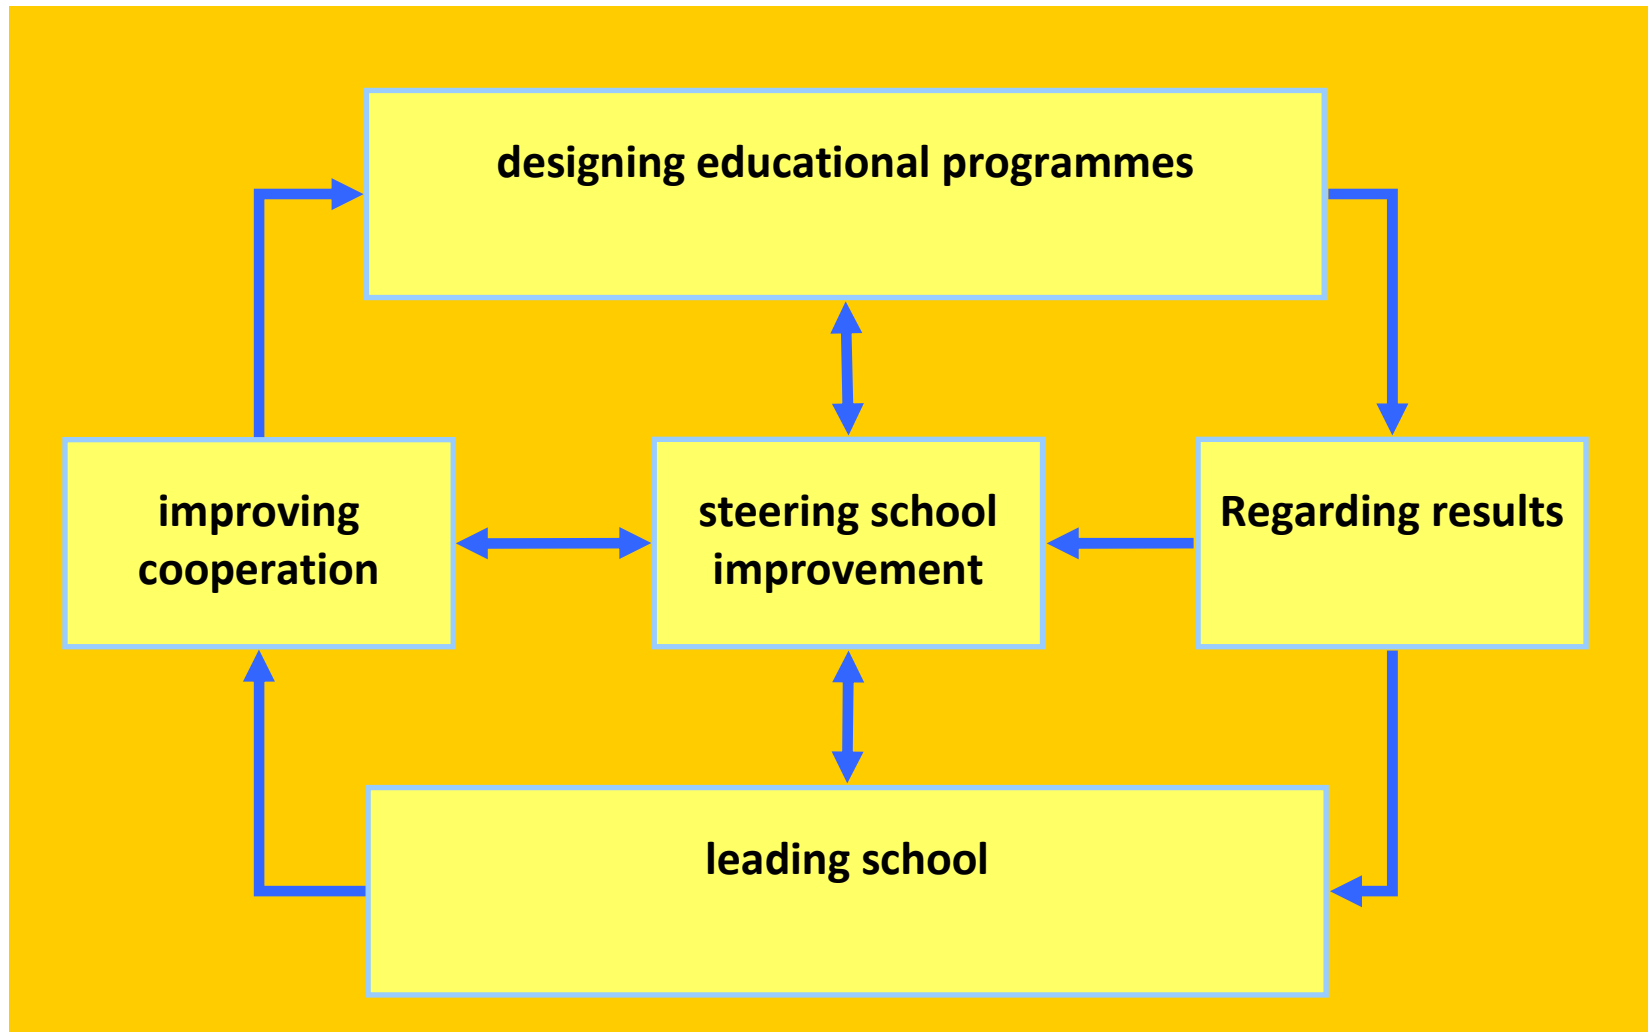 designing educational programmes
improving
cooperation
steering school
improvement
Regarding results
leading school